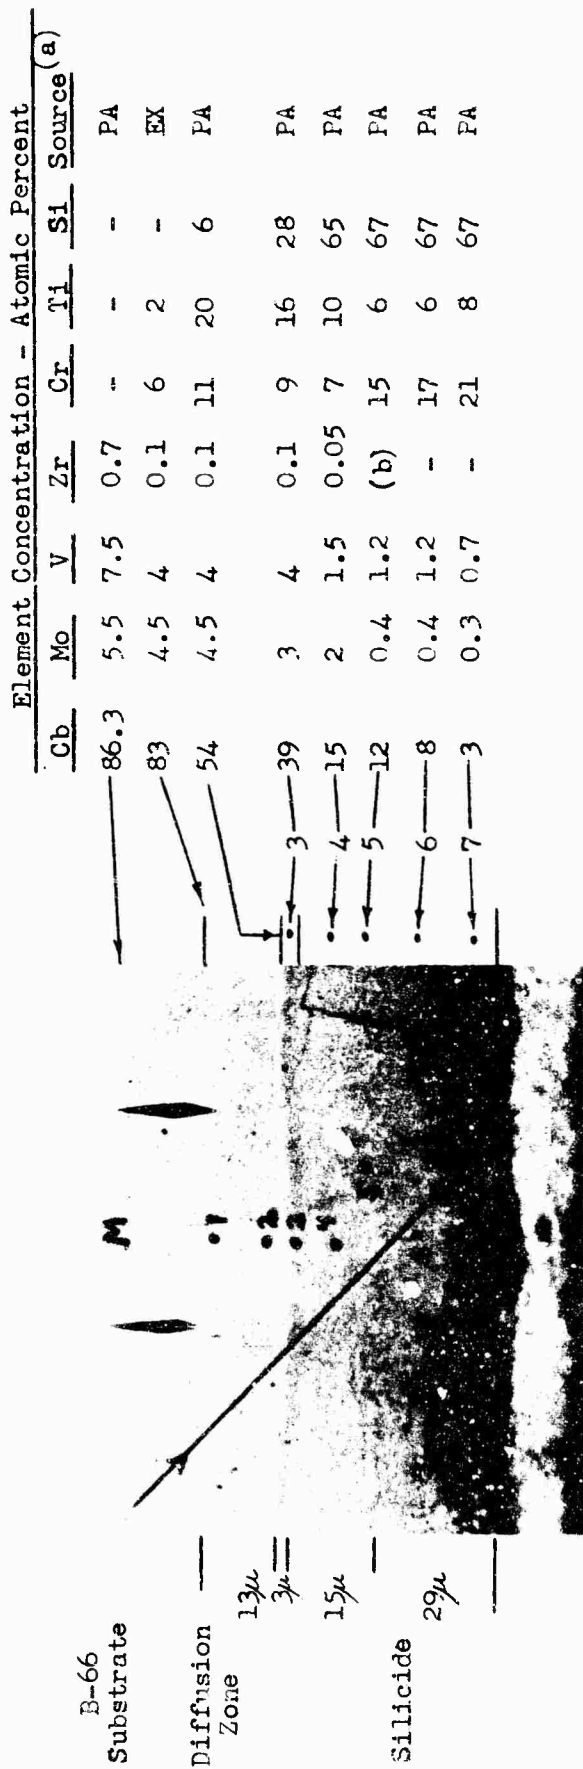 Element Concentration - Atomic Percent
Cb Mo V Zr Cr Ti Si Source(a)
86.3 5.5 7.5 0.7 - - - PA
83 4.5 4 0.1 6 2 - EX
54 4.5 4 0.1 11 20 6 PA
3 39 3 4 0.1 9 16 28 PA
4 15 2 1.5 0.05 7 10 65 PA
5 12 0.4 1.2 (b) 15 6 67 PA
6 8 0.4 1.2 - 17 6 67 PA
7 3 0.3 0.7 - 21 8 67 PA
B-66
Substrate
Diffusion
Zone
13μ
3μ
15μ
Silicide
29μ
M
1
2
3
4